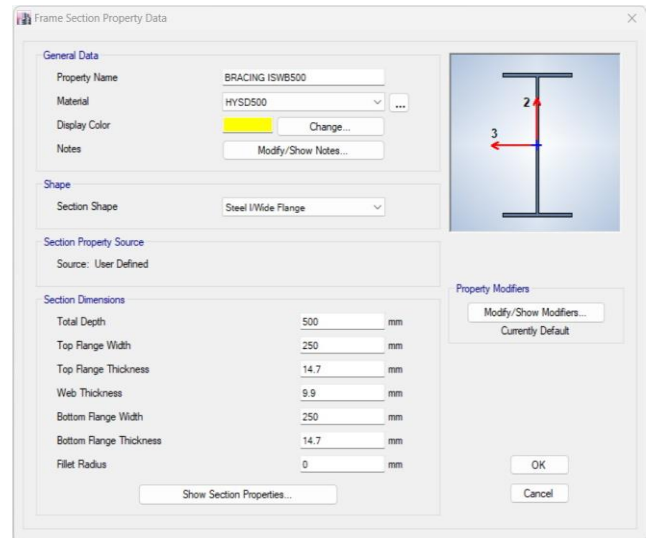 Frame Section Property Data
General Data
Property Name BRACING ISWB500
Material HYSD500 ...
Display Color Change...
Notes Modify/Show Notes...
2
3
Shape
Section Shape Steel I/Wide Flange
Section Property Source
Source: User Defined
Property Modifiers
Modify/Show Modifiers...
Currently Default
Section Dimensions
Total Depth 500 mm
Top Flange Width 250 mm
Top Flange Thickness 14.7 mm
Web Thickness 9.9 mm
Bottom Flange Width 250 mm
Bottom Flange Thickness 14.7 mm
Fillet Radius 0 mm
Show Section Properties...
OK
Cancel